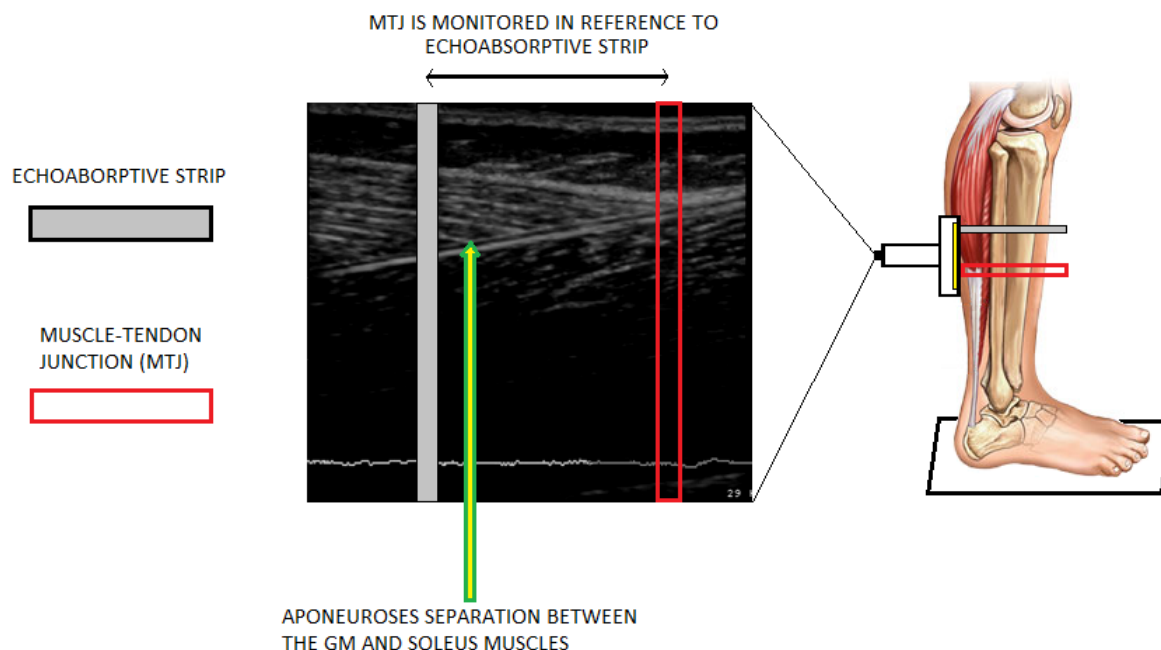 MTJ IS MONITORED IN REFERENCE TO
ECHOABSORPTIVE STRIP
ECHOABORPTIVE STRIP
MUSCLE-TENDON
JUNCTION (MTJ)
29
APONEUROSES SEPARATION BETWEEN
THE GM AND SOLEUS MUSCLES